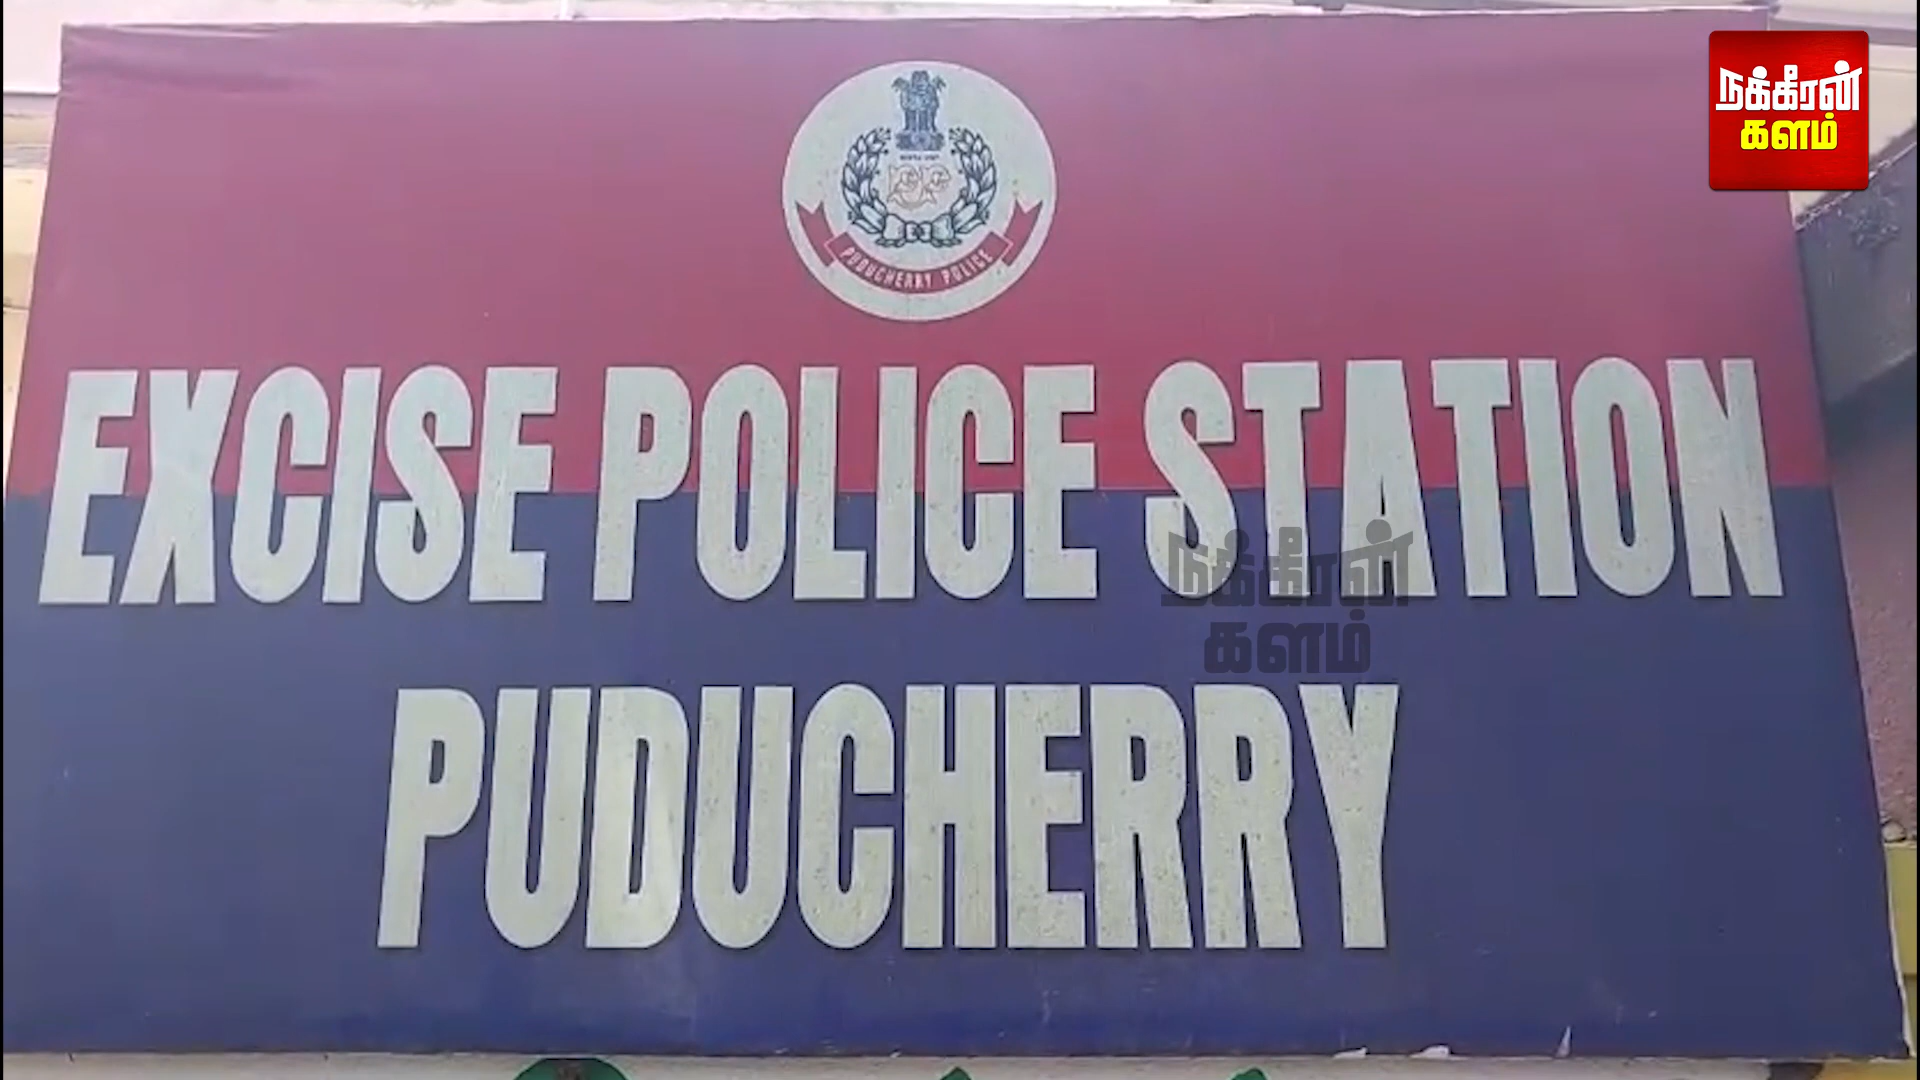 நக்கீரன்
களம்
PUDUCHERRY POLICE
EXCISE POLICE STATION
நக்கீரன்
களம்
PUDUCHERRY